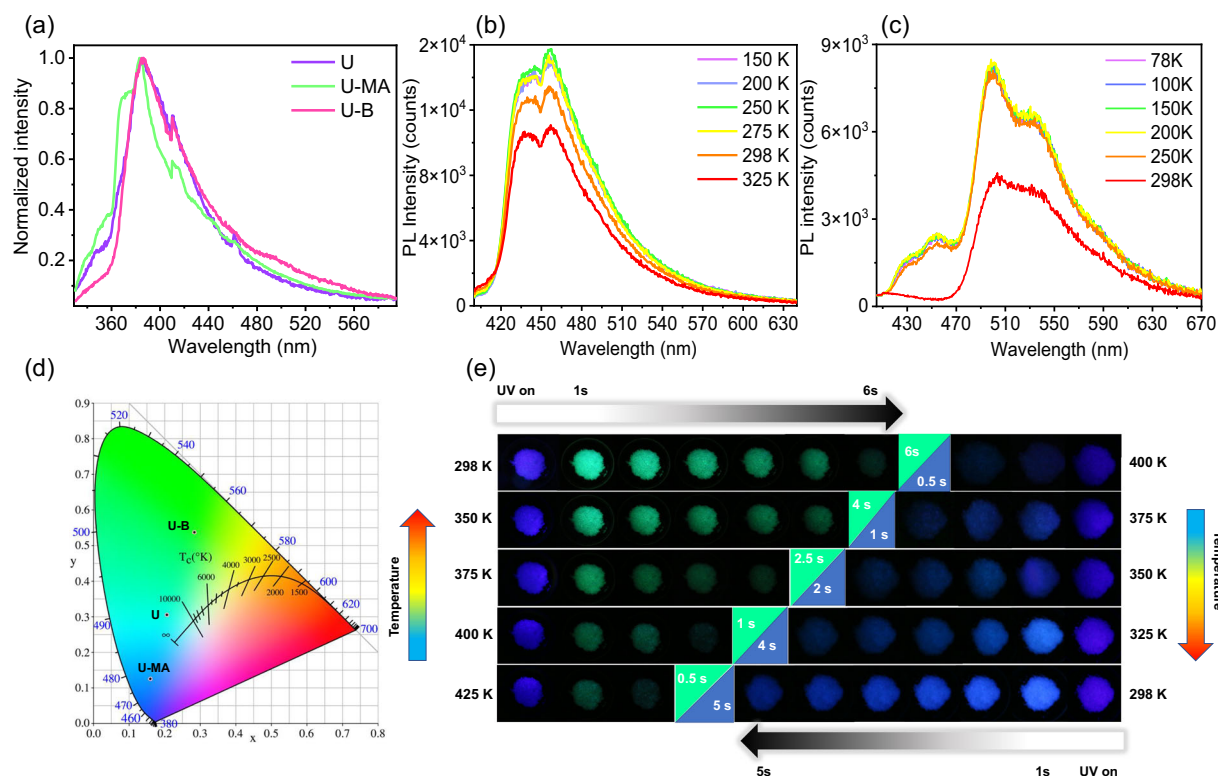 (a)
Normalized intensity
1.0
0.8
0.6
0.4
0.2
U
U-MA
U-B
360 400 440 480 520 560
Wavelength (nm)
(b)
PL Intensity (counts)
2×10⁴
1×10⁴
8×10³
4×10³
0
150 K
200 K
250 K
275 K
298 K
325 K
420 450 480 510 540 570 600 630
Wavelength (nm)
(c)
PL intensity (counts)
9×10³
6×10³
3×10³
0
78K
100K
150K
200K
250K
298K
430 470 510 550 590 630 670
Wavelength (nm)
(d)
0.9
0.8
0.7
0.6
0.5
y
0.4
0.3
0.2
0.1
0.0
0.0 0.1 0.2 0.3 0.4 0.5 0.6 0.7 0.8
x
520
540
560
580
600
620
700
500
490
480
470
460
380
U-B
U
U-MA
T_C(°K)
∞
10000
6000
4000
3000
2500
2000
1500
Temperature
(e)
UV on 1s 6s
298 K 6s 0.5 s 400 K
350 K 4 s 1 s 375 K
375 K 2.5 s 2 s 350 K
400 K 1 s 4 s 325 K
425 K 0.5 s 5 s 298 K
Temperature
5s 1s UV on